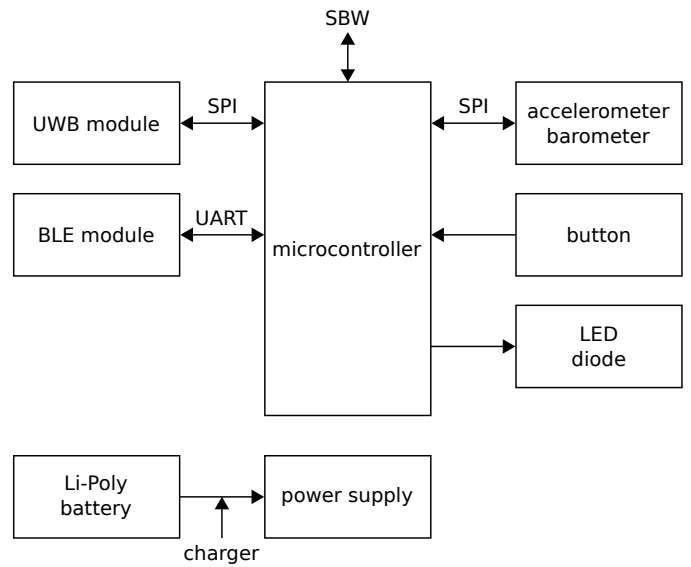 SBW
SPI
UWB module
SPI
accelerometer
barometer
UART
BLE module
microcontroller
button
LED
diode
Li-Poly
battery
power supply
charger